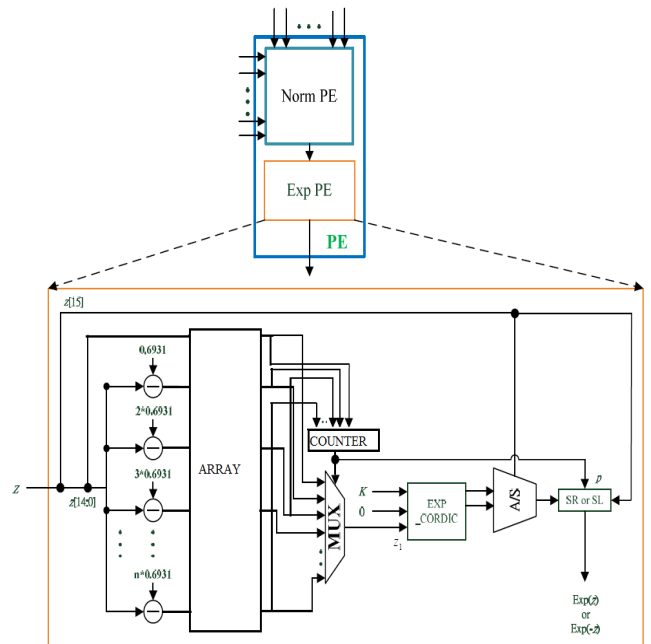 Norm PE
Exp PE
PE
z[15]
0.6931
2*0.6931
3*0.6931
n*0.6931
Z
z[14:0]
ARRAY
COUNTER
MUX
K
0
z1
EXP
_CORDIC
A/S
p
SR or SL
Exp(z)
or
Exp(-z)